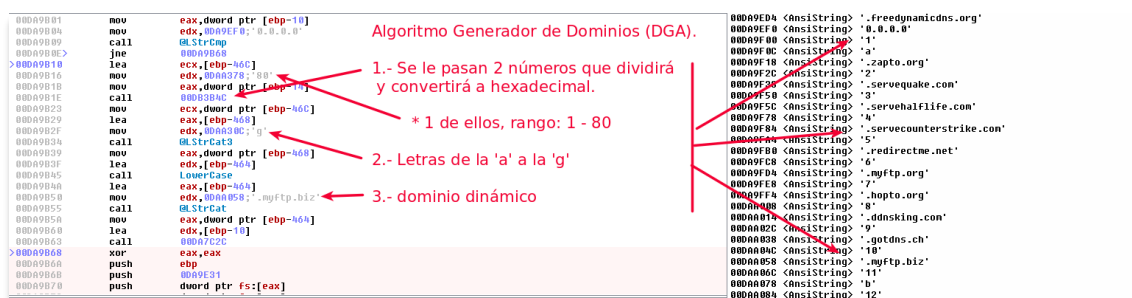 00DA9B01 mov eax,dword ptr [ebp-10]
00DA9B04 mov edx,0DA9EF0;'0.0.0.0'
00DA9B09 call @LStrCmp
00DA9B0E> jne 00DA9B68
>00DA9B10 lea ecx,[ebp-46C]
00DA9B16 mov edx,0DAA378;'80'
00DA9B1B mov eax,dword ptr [ebp-14]
00DA9B1E call 00DB3B4C
00DA9B23 mov ecx,dword ptr [ebp-46C]
00DA9B29 lea eax,[ebp-468]
00DA9B2F mov edx,0DAA30C;'g'
00DA9B34 call @LStrCat3
00DA9B39 mov eax,dword ptr [ebp-468]
00DA9B3F lea edx,[ebp-464]
00DA9B45 call LowerCase
00DA9B4A lea eax,[ebp-464]
00DA9B50 mov edx,0DAA058;'.myftp.biz'
00DA9B55 call @LStrCat
00DA9B5A mov eax,dword ptr [ebp-464]
00DA9B60 lea edx,[ebp-10]
00DA9B63 call 00DA7C2C
>00DA9B68 xor eax,eax
00DA9B6A push ebp
00DA9B6B push 0DA9E31
00DA9B70 push dword ptr fs:[eax]
Algoritmo Generador de Dominios (DGA).
1.- Se le pasan 2 números que dividirá
y convertirá a hexadecimal.
* 1 de ellos, rango: 1 - 80
2.- Letras de la 'a' a la 'g'
3.- dominio dinámico
00DA9ED4 <AnsiString> '.freedynamicdns.org'
00DA9EF0 <AnsiString> '0.0.0.0'
00DA9F00 <AnsiString> '1'
00DA9F0C <AnsiString> 'a'
00DA9F18 <AnsiString> '.zapto.org'
00DA9F2C <AnsiString> '2'
00DA9F38 <AnsiString> '.servequake.com'
00DA9F50 <AnsiString> '3'
00DA9F5C <AnsiString> '.servehalflife.com'
00DA9F78 <AnsiString> '4'
00DA9F84 <AnsiString> '.servecounterstrike.com'
00DA9FA4 <AnsiString> '5'
00DA9FB0 <AnsiString> '.redirectme.net'
00DA9FC8 <AnsiString> '6'
00DA9FD4 <AnsiString> '.myftp.org'
00DA9FE8 <AnsiString> '7'
00DA9FF4 <AnsiString> '.hopto.org'
00DAA008 <AnsiString> '8'
00DAA014 <AnsiString> '.ddnsking.com'
00DAA02C <AnsiString> '9'
00DAA038 <AnsiString> '.gotdns.ch'
00DAA04C <AnsiString> '10'
00DAA058 <AnsiString> '.myftp.biz'
00DAA06C <AnsiString> '11'
00DAA078 <AnsiString> 'b'
00DAA084 <AnsiString> '12'